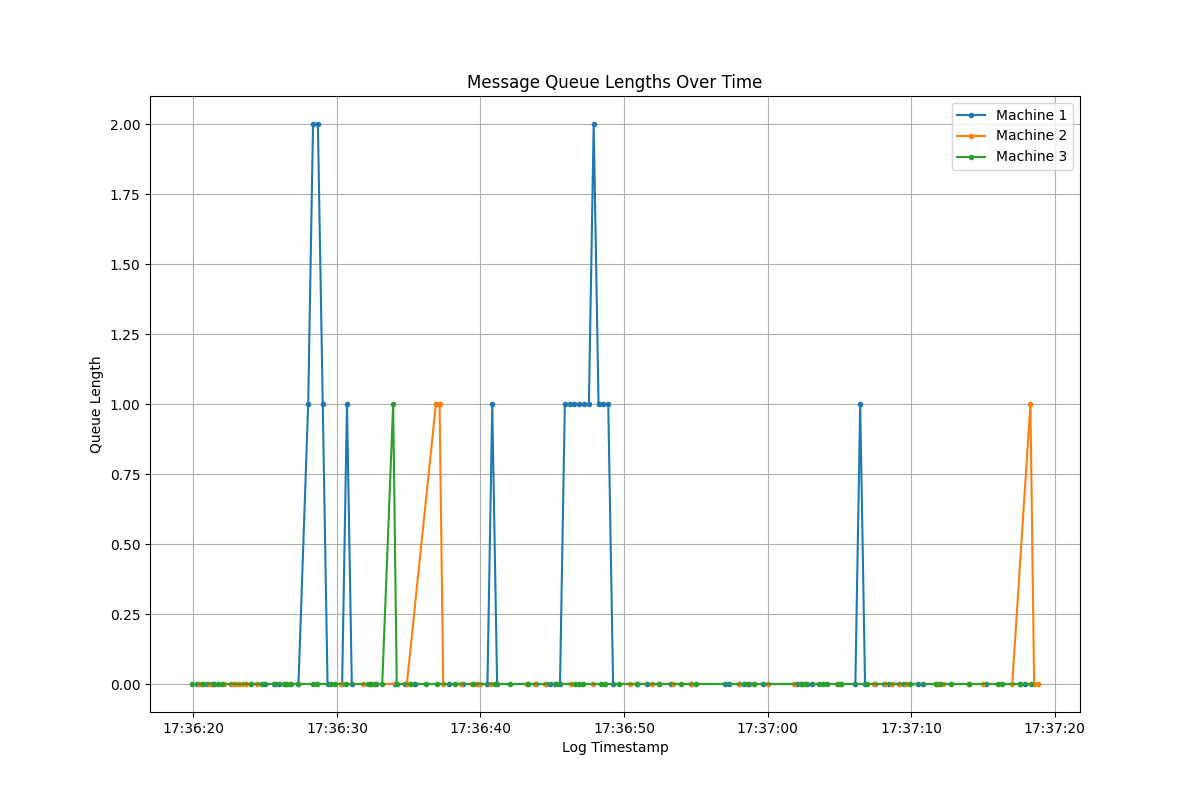 Message Queue Lengths Over Time
Machine 1
Machine 2
Machine 3
Queue Length
2.00
1.75
1.50
1.25
1.00
0.75
0.50
0.25
0.00
17:36:20 17:36:30 17:36:40 17:36:50 17:37:00 17:37:10 17:37:20
Log Timestamp